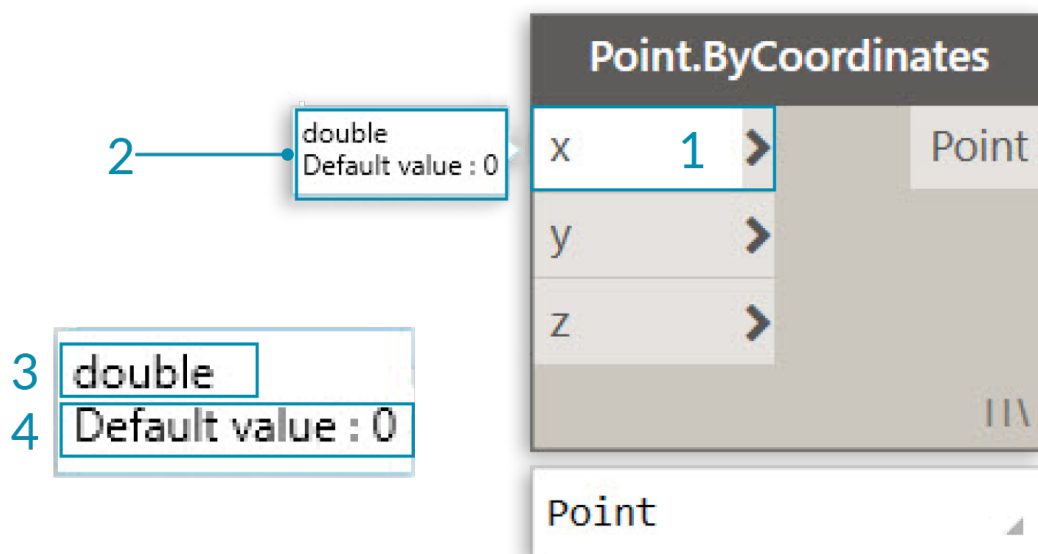 Point.ByCoordinates
2
double
Default value : 0
x
1
Point
y
z
3
double
4
Default value : 0
Point